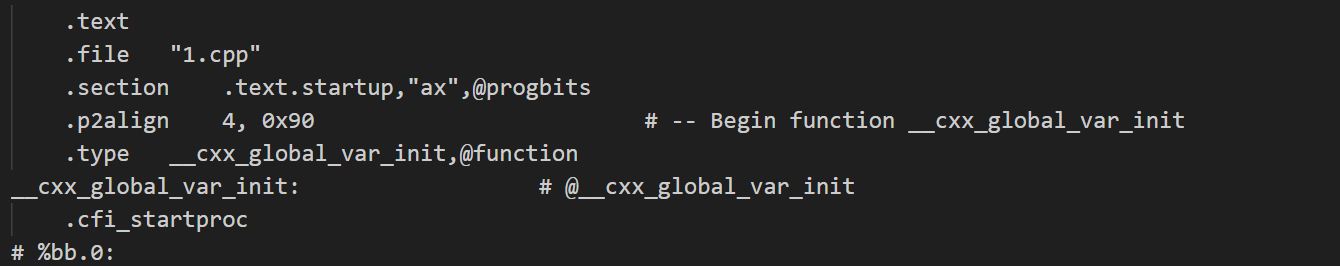 .text
.file "1.cpp"
.section .text.startup,"ax",@progbits
.p2align 4, 0x90 # -- Begin function __cxx_global_var_init
.type __cxx_global_var_init,@function
__cxx_global_var_init: # @__cxx_global_var_init
.cfi_startproc
# %bb.0: